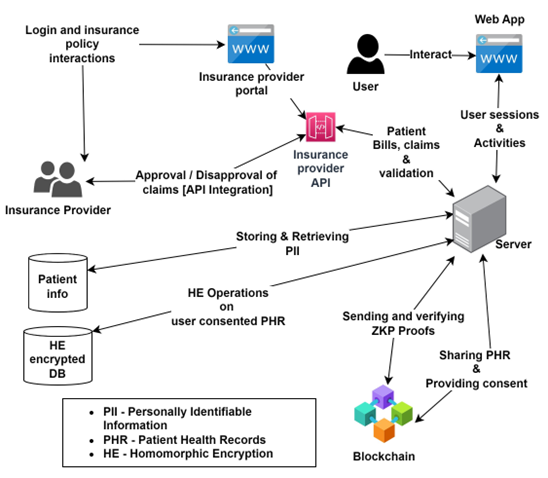 Login and insurance
policy
interactions
WWW
Insurance provider
portal
User
Interact
Web App
WWW
User sessions
&
Activities
Insurance
provider
API
Patient
Bills, claims
&
validation
Approval / Disapproval of
claims [API Integration]
Insurance Provider
Server
Storing & Retrieving
PII
Patient
info
HE Operations
on
user consented PHR
HE
encrypted
DB
Sending and verifying
ZKP Proofs
Sharing PHR
&
Providing consent
Blockchain
• PII - Personally Identifiable
Information
• PHR - Patient Health Records
• HE - Homomorphic Encryption